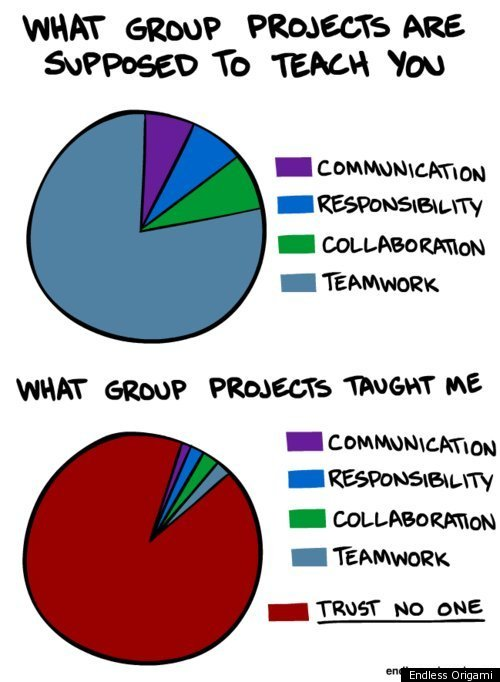 WHAT GROUP PROJECTS ARE
SUPPOSED TO TEACH YOU
COMMUNICATION
RESPONSIBILITY
COLLABORATION
TEAMWORK
WHAT GROUP PROJECTS TAUGHT ME
COMMUNICATION
RESPONSIBILITY
COLLABORATION
TEAMWORK
TRUST NO ONE
Endless Origami